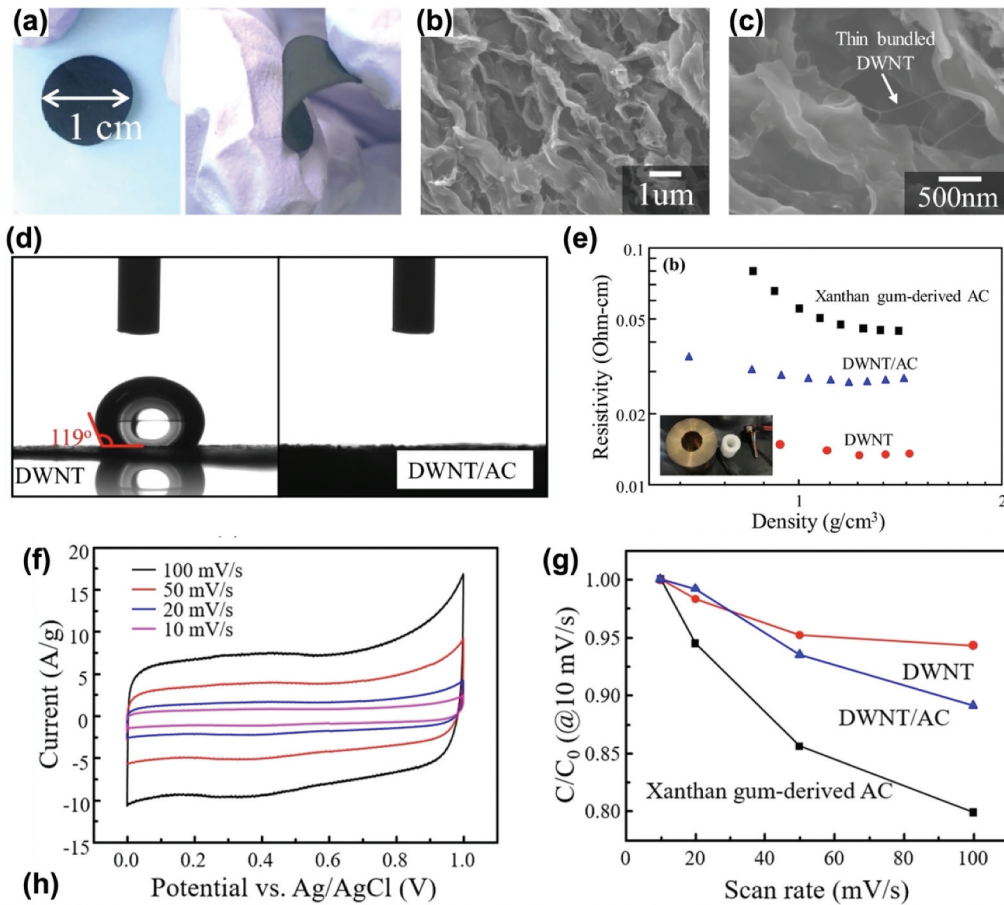 (a)
1 cm
(b)
1um
(c)
Thin bundled
DWNT
500nm
(d)
119º
DWNT
DWNT/AC
(e)
0.1
0.05
0.02
0.01
Resistivity (Ohm-cm)
(b)
Xanthan gum-derived AC
DWNT/AC
DWNT
1
2
Density (g/cm³)
(f)
20
15
10
5
0
-5
-10
-15
Current (A/g)
100 mV/s
50 mV/s
20 mV/s
10 mV/s
0.0
0.2
0.4
0.6
0.8
1.0
Potential vs. Ag/AgCl (V)
(g)
1.00
0.95
0.90
0.85
0.80
C/C₀ (@10 mV/s)
DWNT
DWNT/AC
Xanthan gum-derived AC
0
20
40
60
80
100
Scan rate (mV/s)
(h)